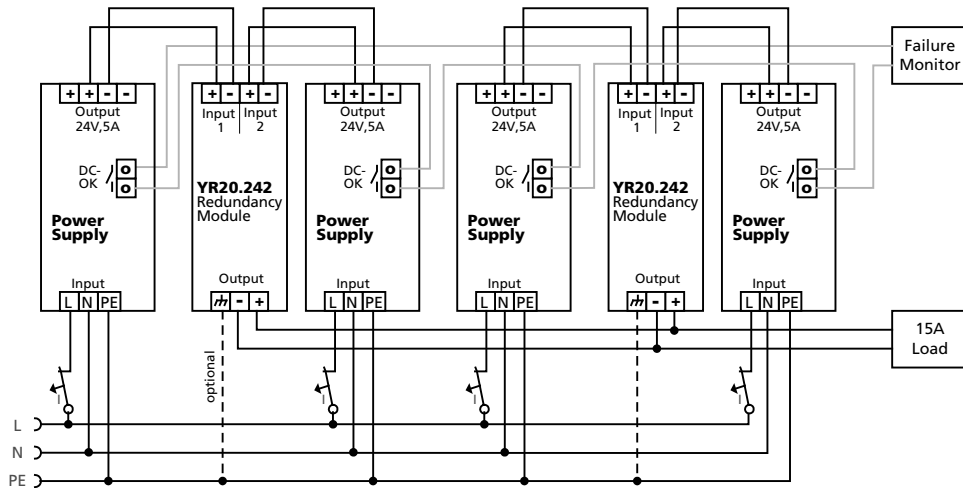 Failure
Monitor
+ + - -
Output
24V,5A
DC-
OK
Power
Supply
Input
L N PE
+ - + -
Input
1
Input
2
YR20.242
Redundancy
Module
Output
- +
+ + - -
Output
24V,5A
DC-
OK
Power
Supply
Input
L N PE
+ + - -
Output
24V,5A
DC-
OK
Power
Supply
Input
L N PE
+ - + -
Input
1
Input
2
YR20.242
Redundancy
Module
Output
- +
+ + - -
Output
24V,5A
DC-
OK
Power
Supply
Input
L N PE
15A
Load
optional
I
I
I
I
L
N
PE